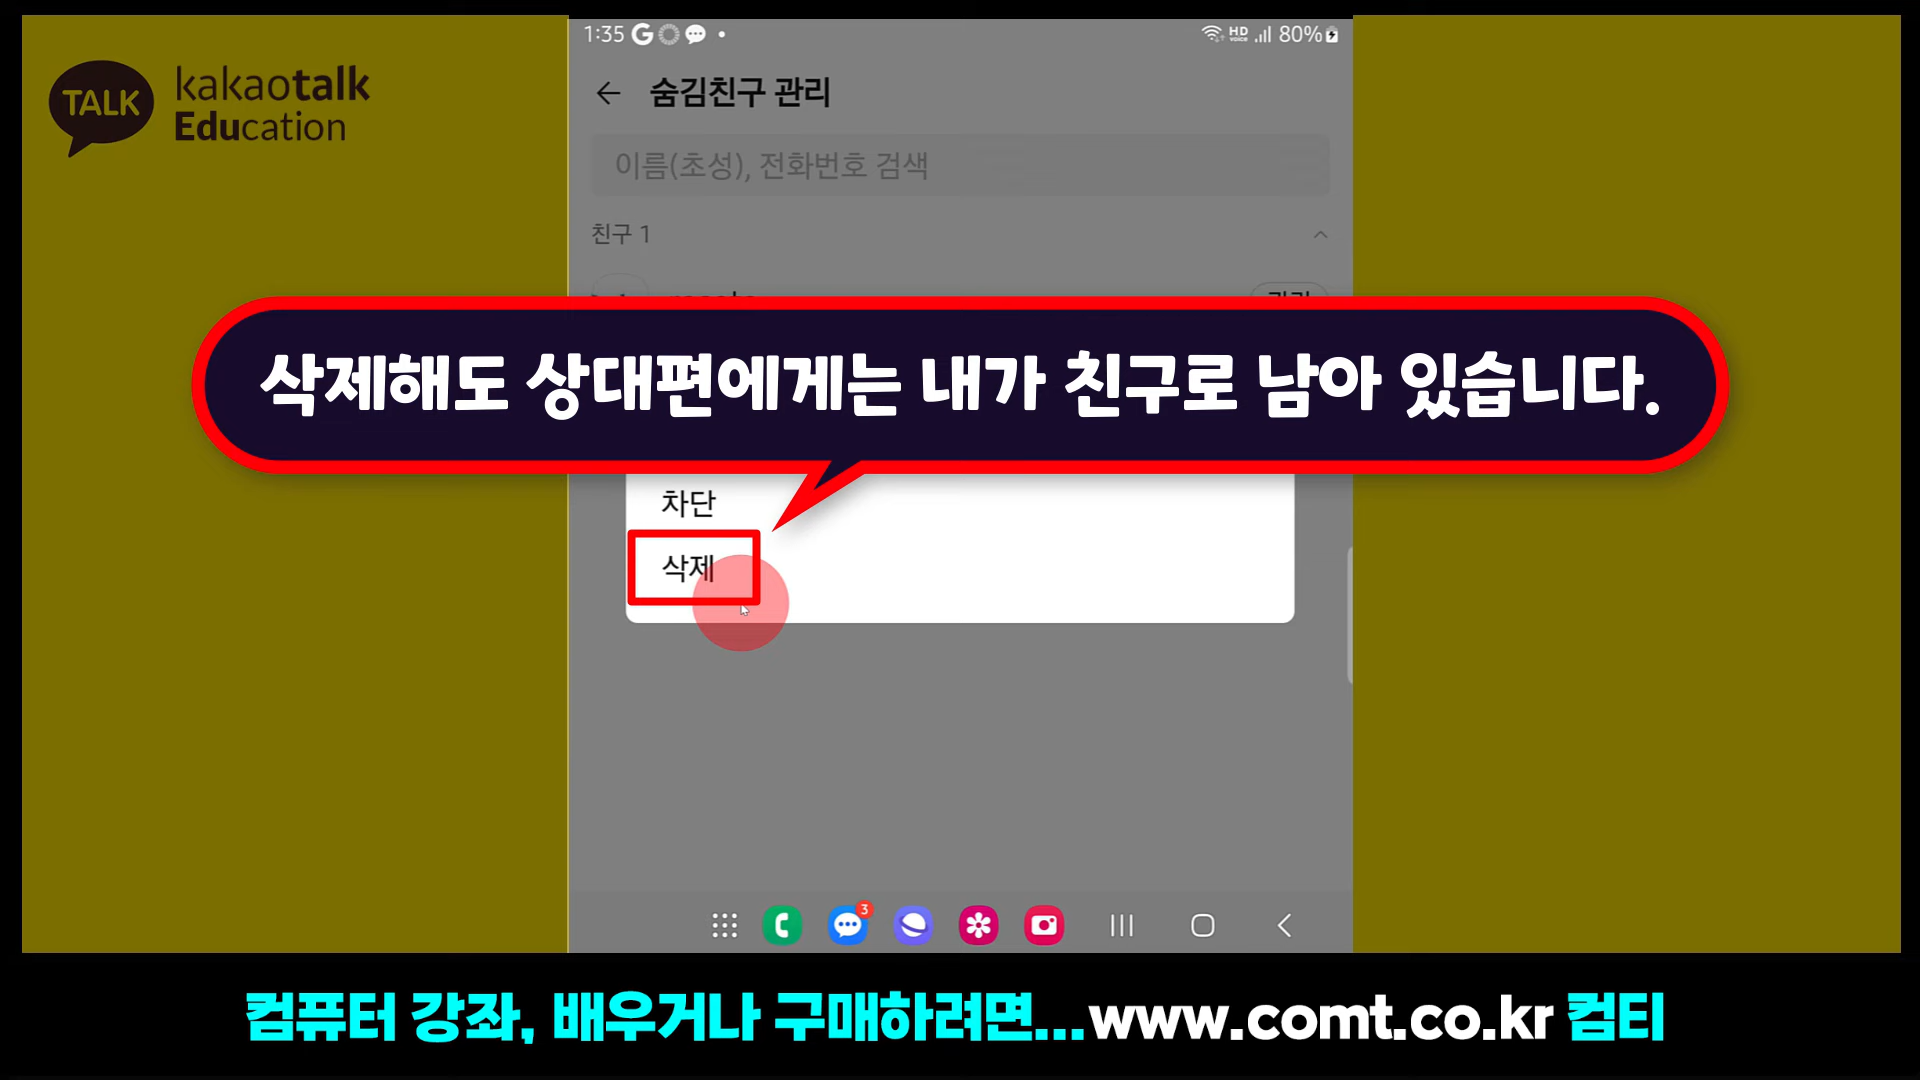 TALK
kakaotalk
Education
1:35
HD
voice
80%
숨김친구 관리
이름(초성), 전화번호 검색
친구 1
삭제해도 상대편에게는 내가 친구로 남아 있습니다.
차단
삭제
3
컴퓨터 강좌, 배우거나 구매하려면...www.comt.co.kr 컴티